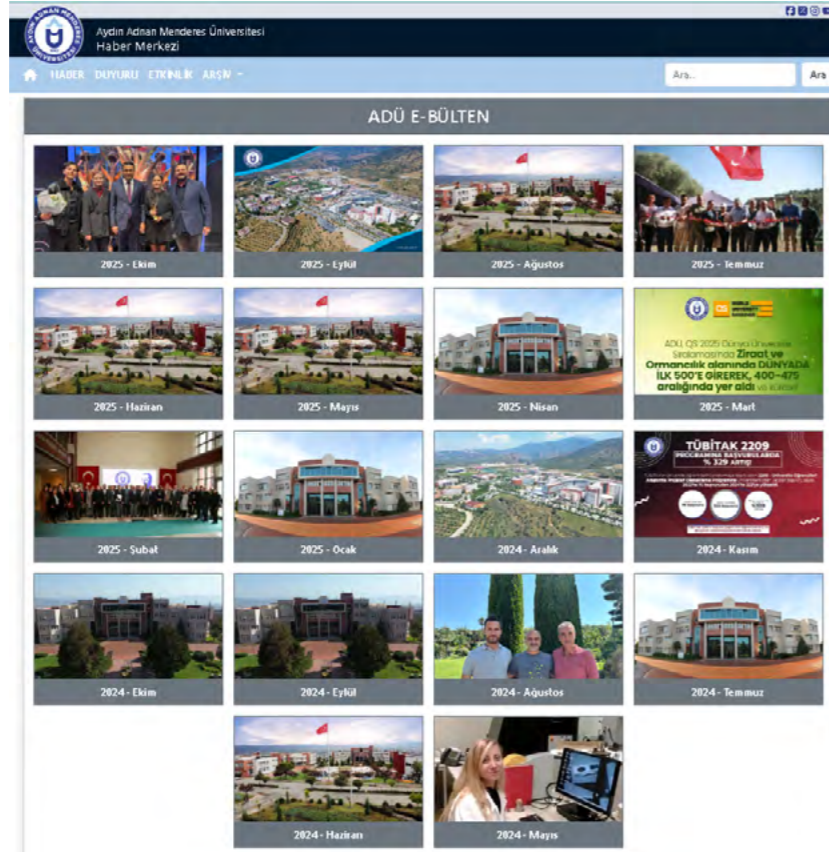 Aydın Adnan Menderes Üniversitesi
Haber Merkezi
HABER DUYURU ETKİNLİK ARŞİV
Ara..
Ara
ADÜ E-BÜLTEN
2025 - Ekim
2025 - Eylül
2025 - Ağustos
2025 - Temmuz
ADÜ, QS 2025 Dünya Üniversite
Sıralamasında Ziraat ve
Ormancılık alanında DÜNYADA
İLK 500'E GİREREK, 400-475
aralığında yer aldı
2025 - Haziran
2025 - Mayıs
2025 - Nisan
2025 - Mart
TÜBİTAK 2209
PROGRAMINA BAŞVURULARDA
% 329 ARTIŞ
2025 - Şubat
2025 - Ocak
2024 - Aralık
2024 - Kasım
2024 - Ekim
2024 - Eylül
2024 - Ağustos
2024 - Temmuz
2024 - Haziran
2024 - Mayıs